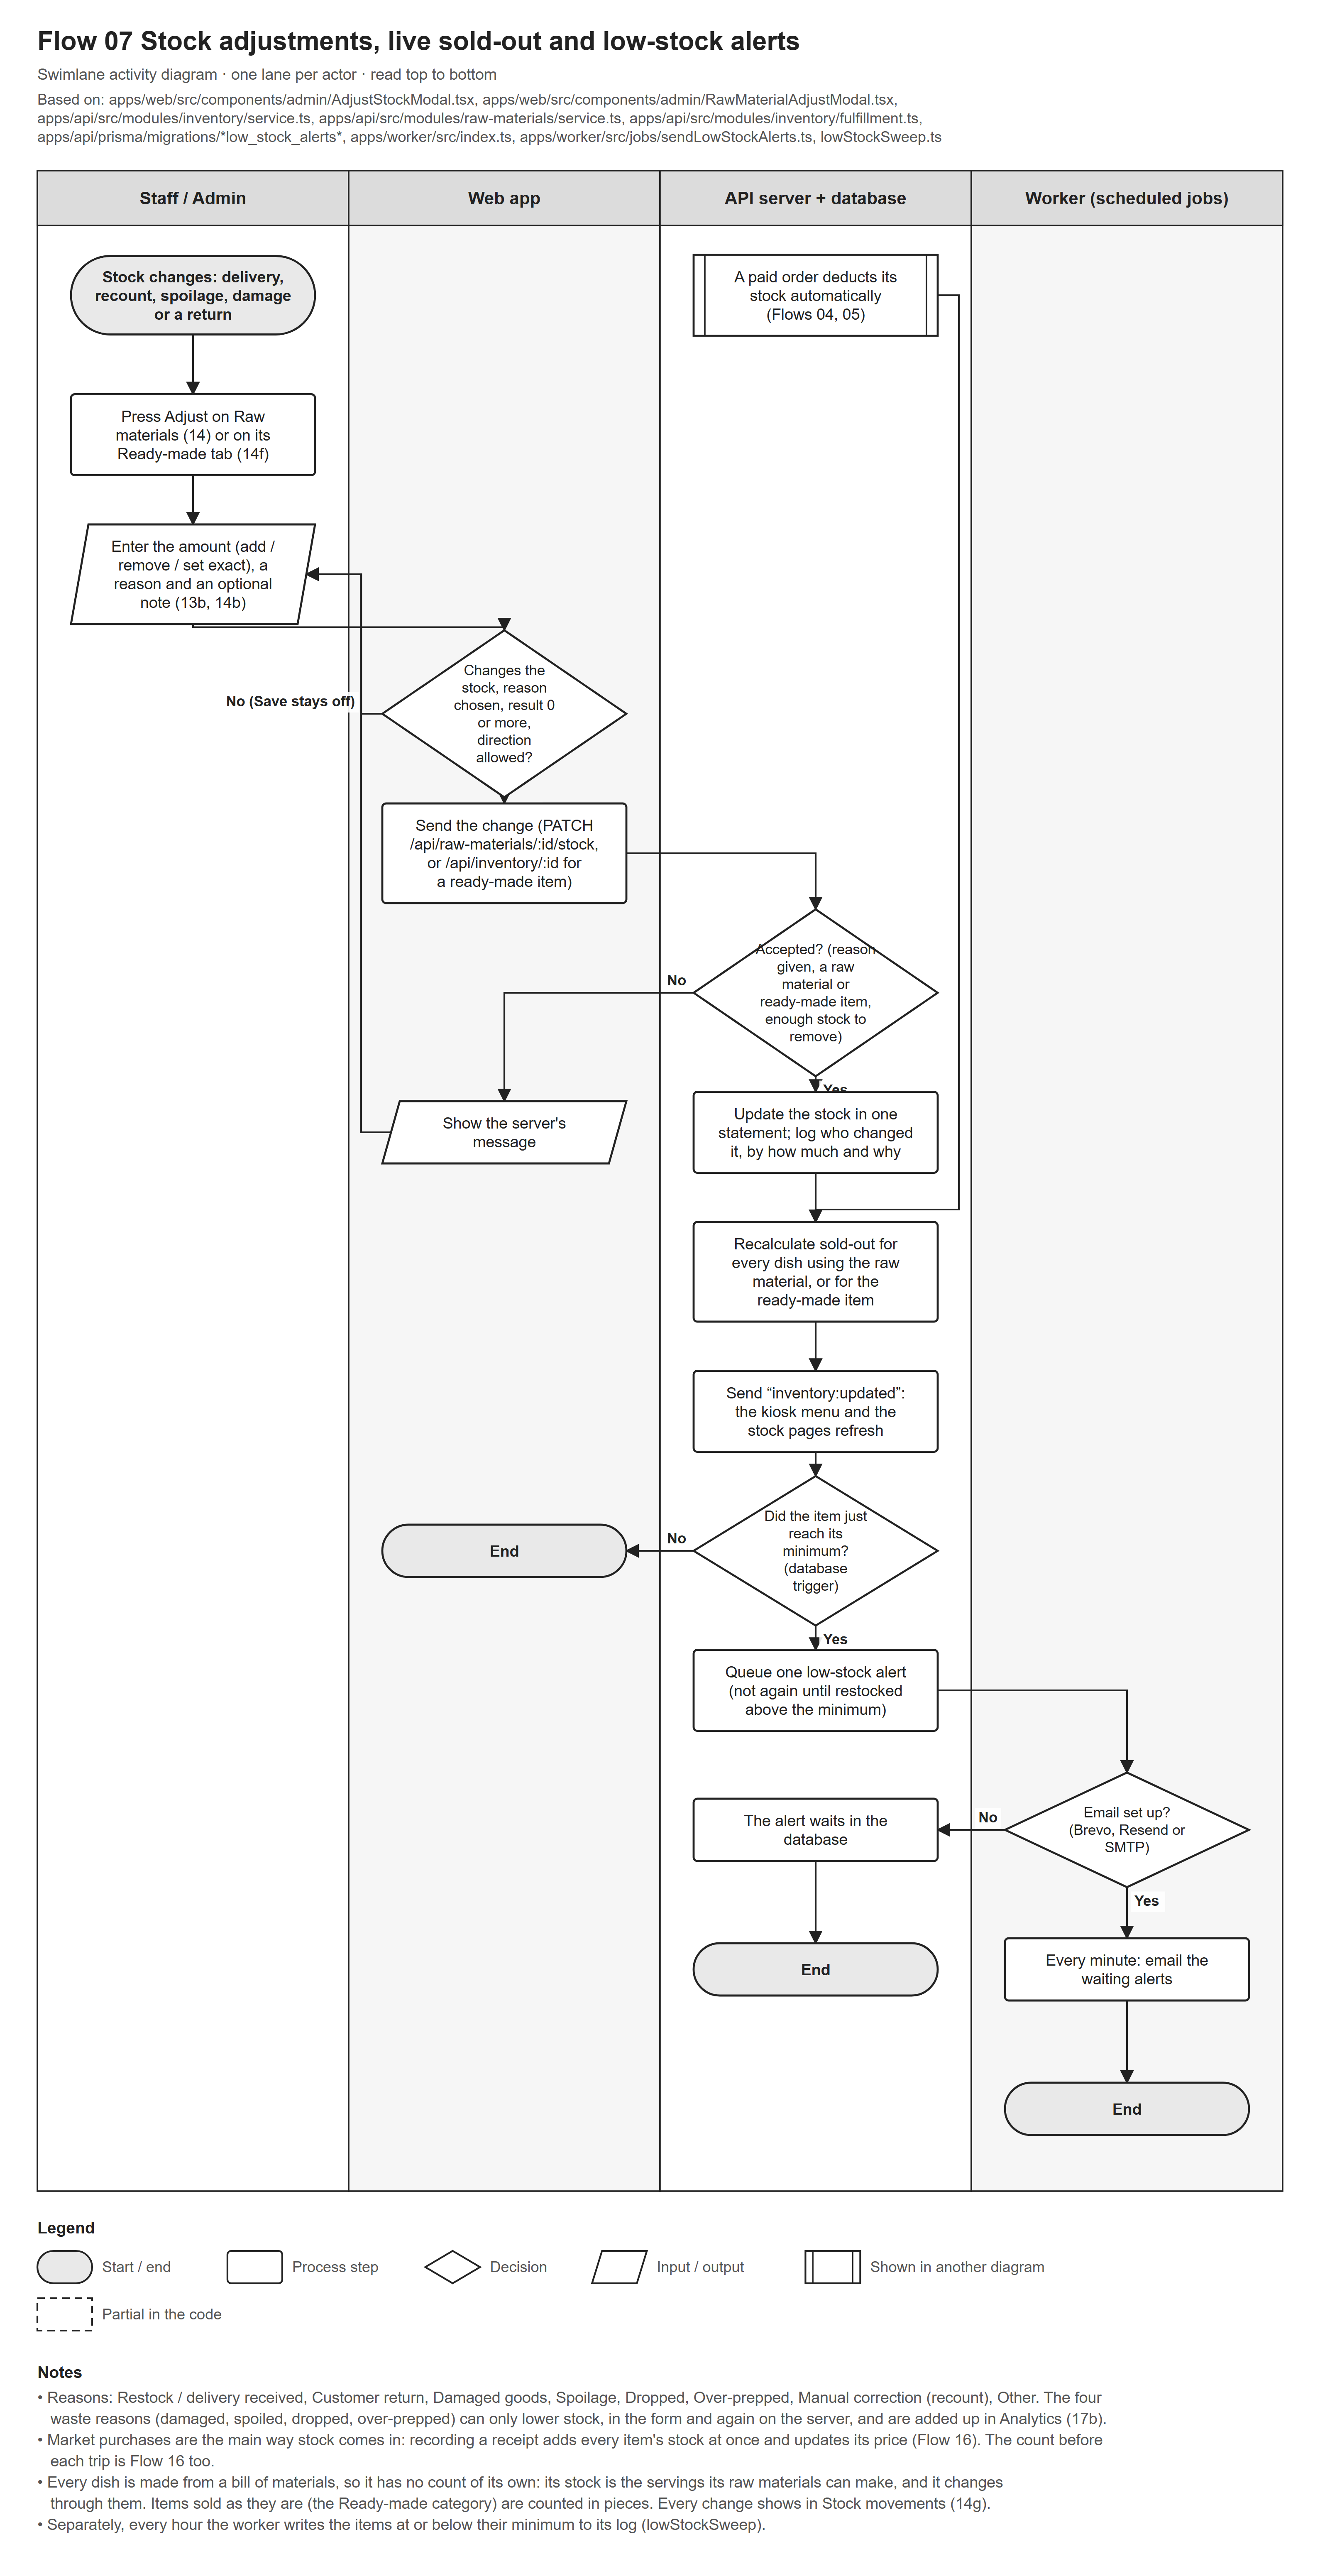 Flow 07 Stock adjustments, live sold-out and low-stock alerts
Swimlane activity diagram · one lane per actor · read top to bottom
Based on: apps/web/src/components/admin/AdjustStockModal.tsx, apps/web/src/components/admin/RawMaterialAdjustModal.tsx,
apps/api/src/modules/inventory/service.ts, apps/api/src/modules/raw-materials/service.ts, apps/api/src/modules/inventory/fulfillment.ts,
apps/api/prisma/migrations/*low_stock_alerts*, apps/worker/src/index.ts, apps/worker/src/jobs/sendLowStockAlerts.ts, lowStockSweep.ts
Staff / Admin
Web app
API server + database
Worker (scheduled jobs)
Stock changes: delivery,
recount, spoilage, damage
or a return
A paid order deducts its
stock automatically
(Flows 04, 05)
Press Adjust on Raw
materials (14) or on its
Ready-made tab (14f)
Enter the amount (add /
remove / set exact), a
reason and an optional
note (13b, 14b)
Changes the
stock, reason
chosen, result 0
or more,
direction
allowed?
No (Save stays off)
Send the change (PATCH
/api/raw-materials/:id/stock,
or /api/inventory/:id for
a ready-made item)
Accepted? (reason
given, a raw
material or
ready-made item,
enough stock to
remove)
No
Yes
Show the server's
message
Update the stock in one
statement; log who changed
it, by how much and why
Recalculate sold-out for
every dish using the raw
material, or for the
ready-made item
Send “inventory:updated”:
the kiosk menu and the
stock pages refresh
Did the item just
reach its
minimum?
(database
trigger)
No
End
Yes
Queue one low-stock alert
(not again until restocked
above the minimum)
Email set up?
(Brevo, Resend or
SMTP)
No
The alert waits in the
database
Yes
End
Every minute: email the
waiting alerts
End
Legend
Start / end
Process step
Decision
Input / output
Shown in another diagram
Partial in the code
Notes
• Reasons: Restock / delivery received, Customer return, Damaged goods, Spoilage, Dropped, Over-prepped, Manual correction (recount), Other. The four
waste reasons (damaged, spoiled, dropped, over-prepped) can only lower stock, in the form and again on the server, and are added up in Analytics (17b).
• Market purchases are the main way stock comes in: recording a receipt adds every item's stock at once and updates its price (Flow 16). The count before
each trip is Flow 16 too.
• Every dish is made from a bill of materials, so it has no count of its own: its stock is the servings its raw materials can make, and it changes
through them. Items sold as they are (the Ready-made category) are counted in pieces. Every change shows in Stock movements (14g).
• Separately, every hour the worker writes the items at or below their minimum to its log (lowStockSweep).